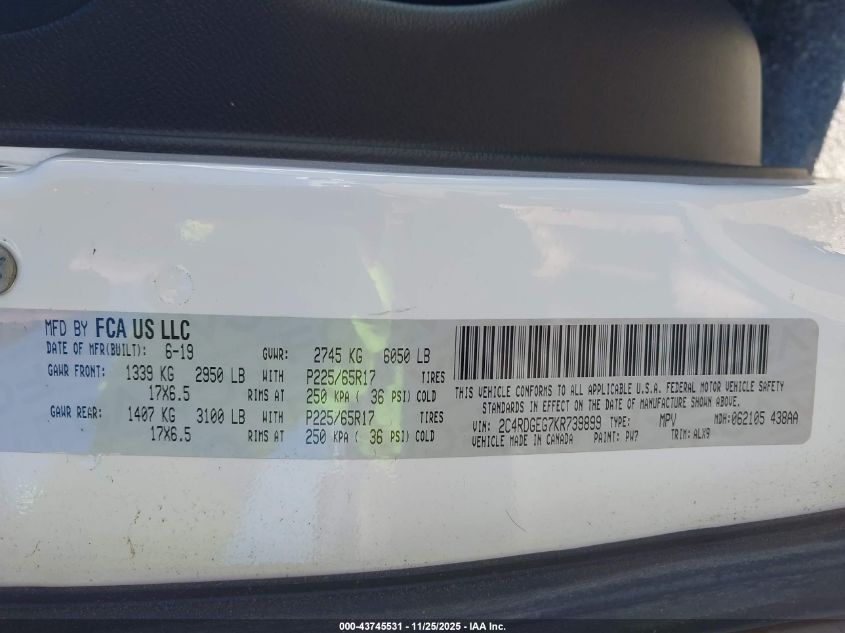 MFD BY FCA US LLC
DATE OF MFR(BUILT): 6-19 GVWR: 2745 KG 6050 LB
GAWR FRONT: 1339 KG 2950 LB WITH P225/65R17 TIRES
17X6.5 RIMS AT 250 KPA ( 36 PSI) COLD
GAWR REAR: 1407 KG 3100 LB WITH P225/65R17 TIRES
17X6.5 RIMS AT 250 KPA ( 36 PSI) COLD
THIS VEHICLE CONFORMS TO ALL APPLICABLE U.S.A. FEDERAL MOTOR VEHICLE SAFETY
STANDARDS IN EFFECT ON THE DATE OF MANUFACTURE SHOWN ABOVE.
VIN: 2C4RDGEG7KR739899 TYPE: MPV MDH: 062105 438AA
VEHICLE MADE IN CANADA PAINT: PW7 TRIM: ALX9
000-43745531 - 11/25/2025 - IAA Inc.